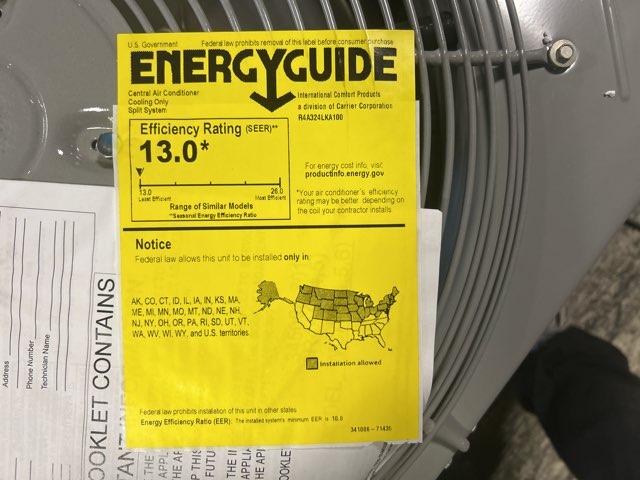 U.S. Government Federal law prohibits removal of this label before consumer purchase
ENERGYGUIDE
Central Air Conditioner
Cooling Only
Split System
International Comfort Products
a division of Carrier Corporation
R4A324LKA100
Efficiency Rating (SEER)**
13.0*
13.0
Least Efficient
26.0
Most Efficient
Range of Similar Models
**Seasonal Energy Efficiency Ratio
For energy cost info, visit
productinfo.energy.gov
*Your air conditioner's efficiency
rating may be better depending on
the coil your contractor installs.
Notice
Federal law allows this unit to be installed only in:
AK, CO, CT, ID, IL, IA, IN, KS, MA,
ME, MI, MN, MO, MT, ND, NE, NH,
NJ, NY, OH, OR, PA, RI, SD, UT, VT,
WA, WV, WI, WY, and U.S. territories.
Installation allowed
Federal law prohibits installation of this unit in other states
Energy Efficiency Ratio (EER): The installed system's minimum EER is 10.0
341086-71435
Address
Phone Number
Technician Name
OOKLET CONTAINS